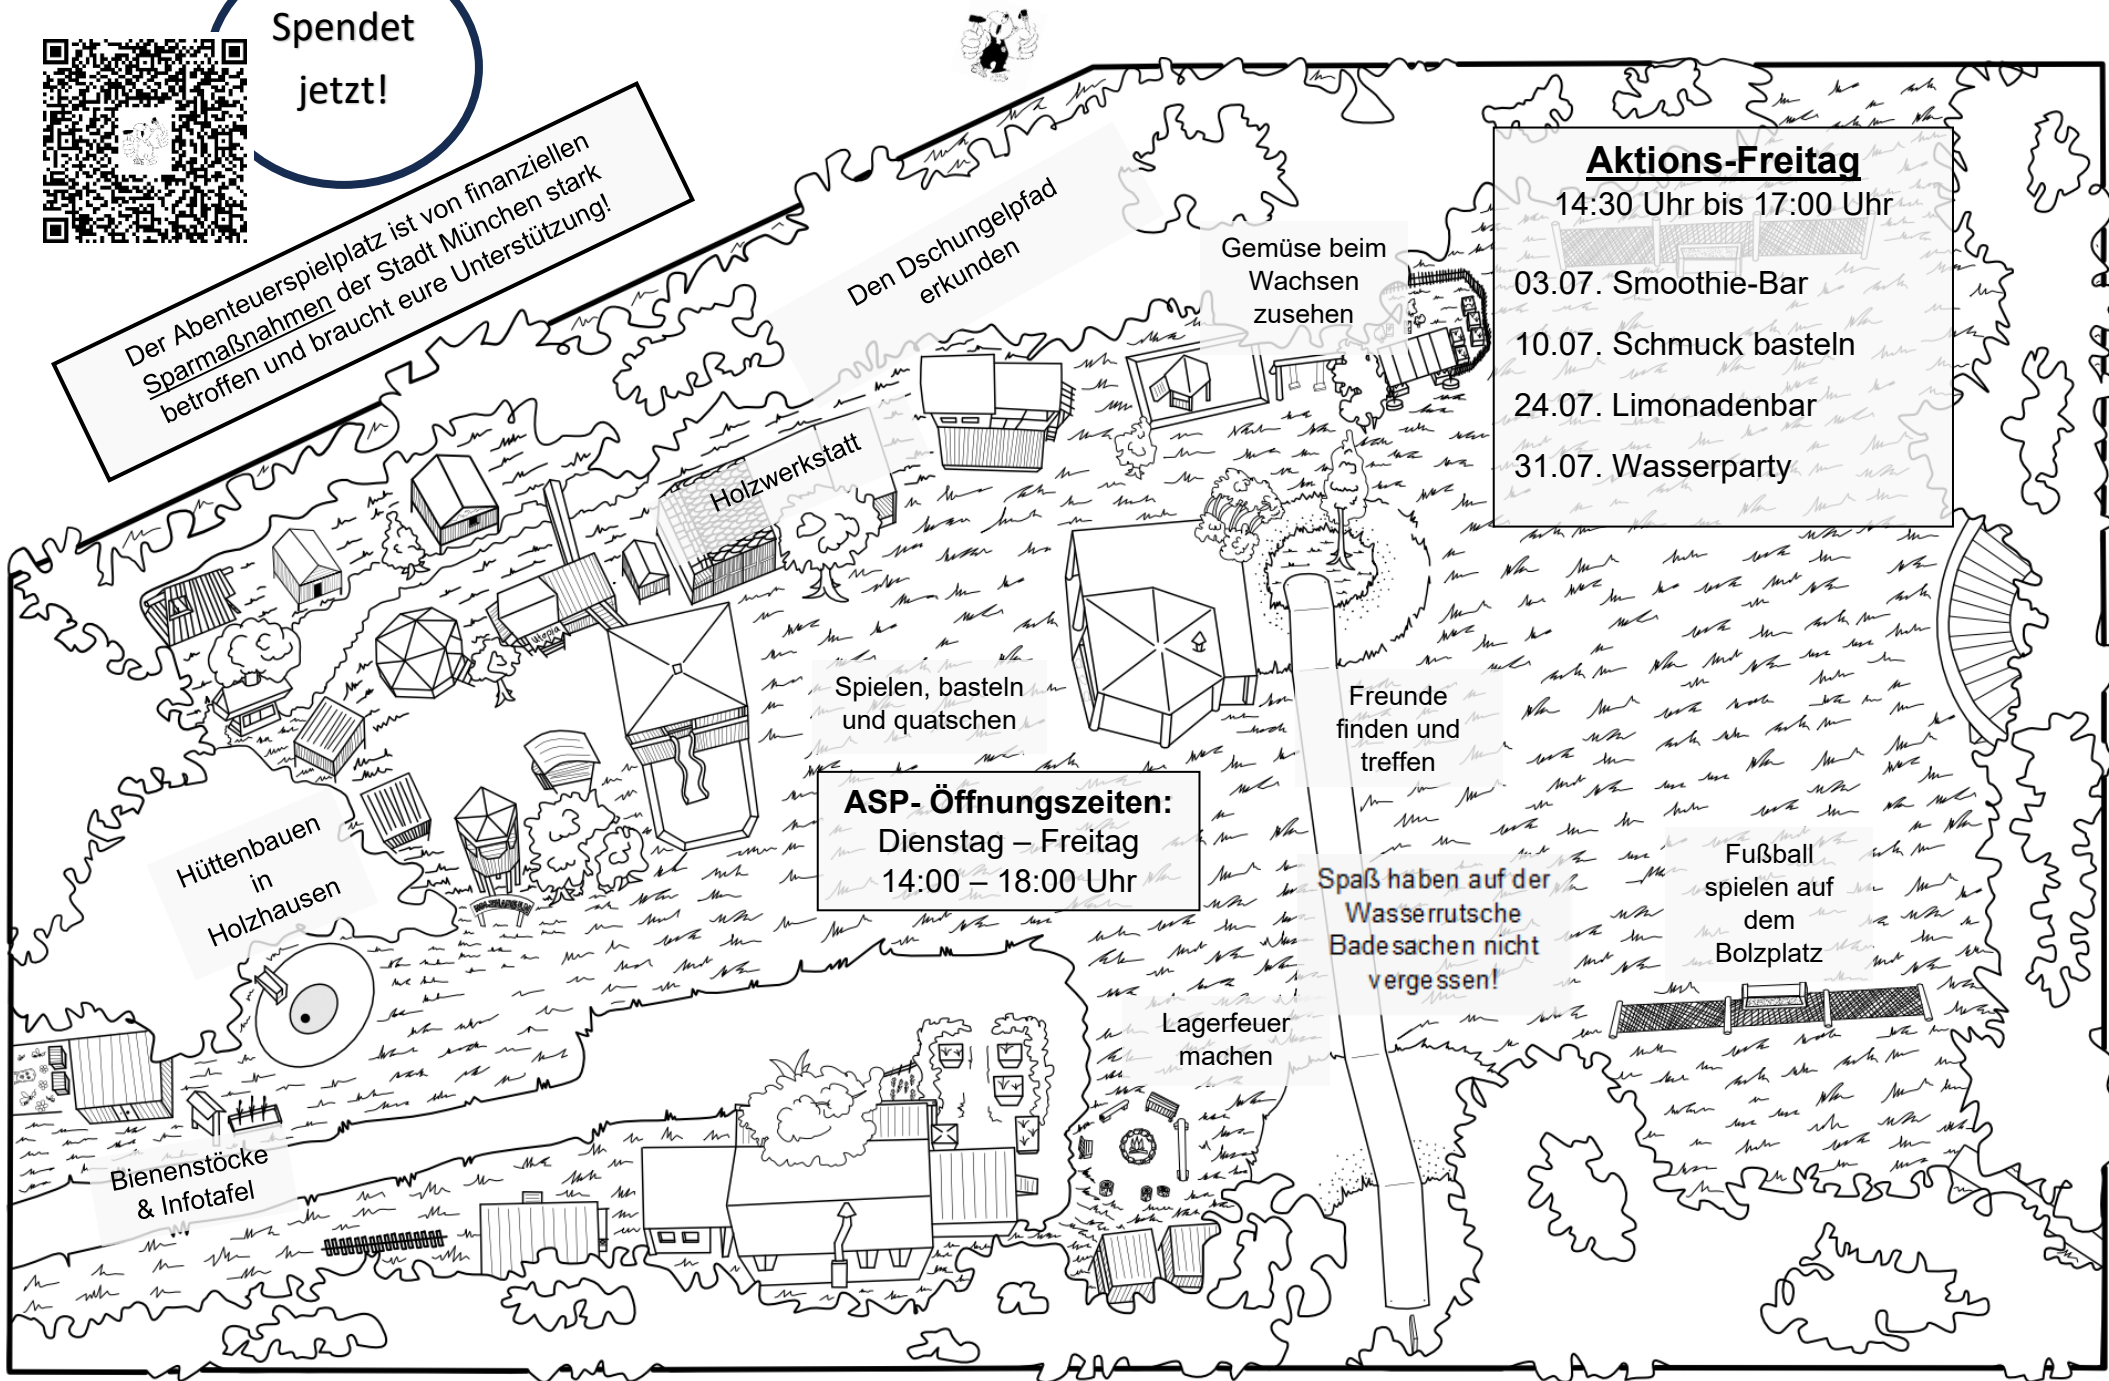 Spendet
jetzt!
Der Abenteuerspielplatz ist von finanziellen
Sparmaßnahmen der Stadt München stark
betroffen und braucht eure Unterstützung!
Aktions-Freitag
14:30 Uhr bis 17:00 Uhr
03.07. Smoothie-Bar
10.07. Schmuck basteln
24.07. Limonadenbar
31.07. Wasserparty
Den Dschungelpfad
erkunden
Gemüse beim
Wachsen
zusehen
Holzwerkstatt
utopia
Spielen, basteln
und quatschen
Freunde
finden und
treffen
ASP- Öffnungszeiten:
Dienstag – Freitag
14:00 – 18:00 Uhr
Hüttenbauen
in
Holzhausen
HOLZHAUSEN
Spaß haben auf der
Wasserrutsche
Badesachen nicht
vergessen!
Fußball
spielen auf
dem
Bolzplatz
Lagerfeuer
machen
Bienenstöcke
& Infotafel